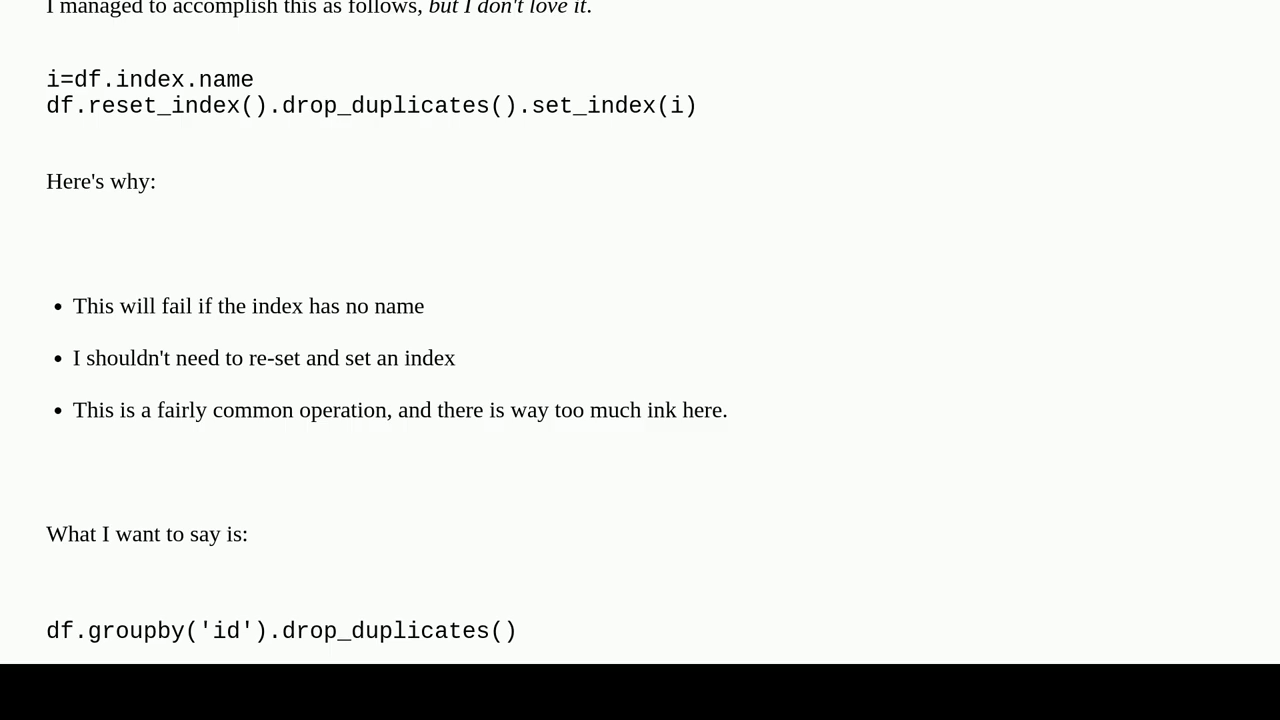 I managed to accomplish this as follows, but I don't love it.
i=df.index.name
df.reset_index().drop_duplicates().set_index(i)
Here's why:
• This will fail if the index has no name
• I shouldn't need to re-set and set an index
• This is a fairly common operation, and there is way too much ink here.
What I want to say is:
df.groupby('id').drop_duplicates()